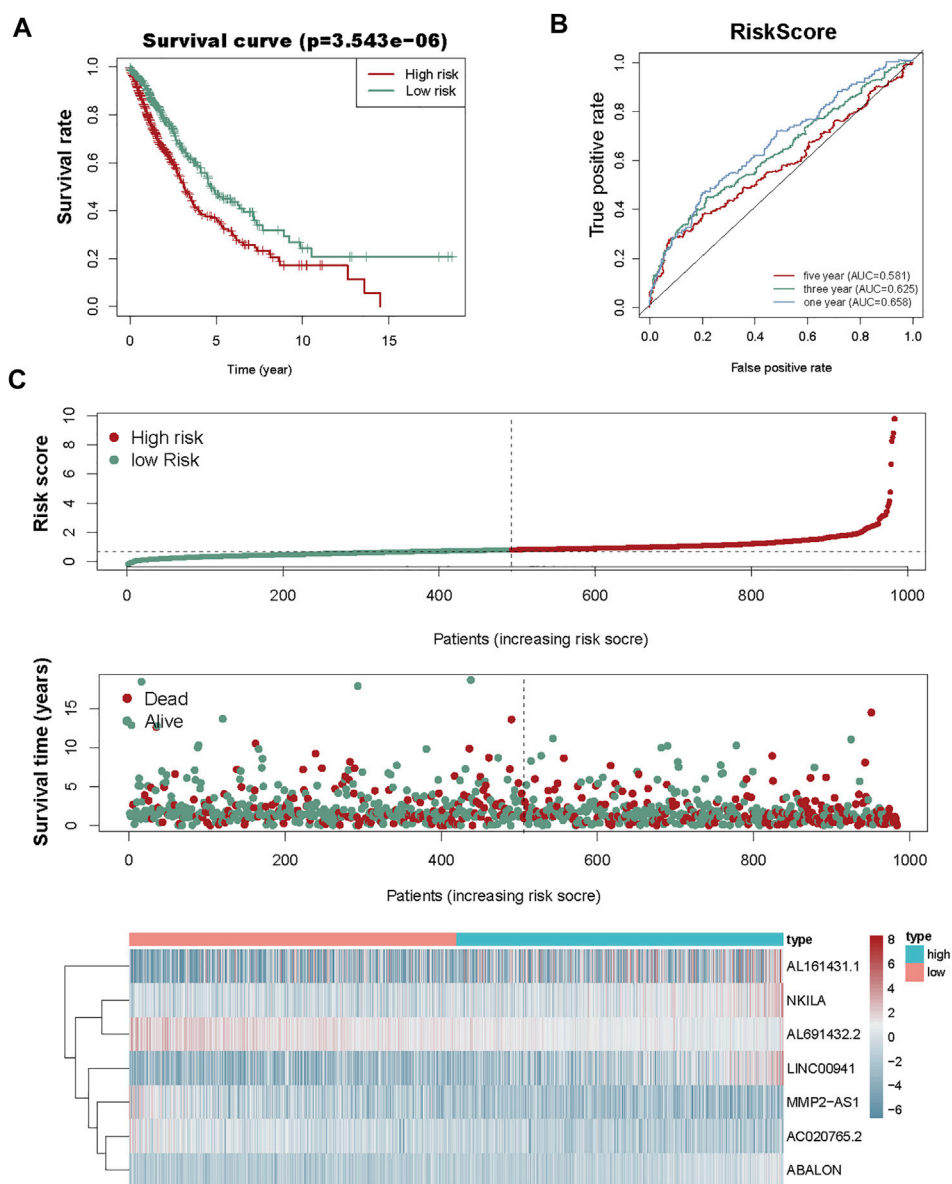 A
Survival curve (p=3.543e−06)
High risk
Low risk
Survival rate
0.0
0.2
0.4
0.6
0.8
1.0
0
5
10
15
Time (year)
B
RiskScore
True positive rate
0.0
0.2
0.4
0.6
0.8
1.0
five year (AUC=0.581)
three year (AUC=0.625)
one year (AUC=0.658)
0.0
0.2
0.4
0.6
0.8
1.0
False positive rate
C
Risk score
10
8
6
4
2
0
High risk
low Risk
0
200
400
600
800
1000
Patients (increasing risk socre)
Survival time (years)
15
10
5
0
Dead
Alive
0
200
400
600
800
1000
Patients (increasing risk socre)
type
AL161431.1
NKILA
AL691432.2
LINC00941
MMP2−AS1
AC020765.2
ABALON
8
6
4
2
0
−2
−4
−6
type
high
low